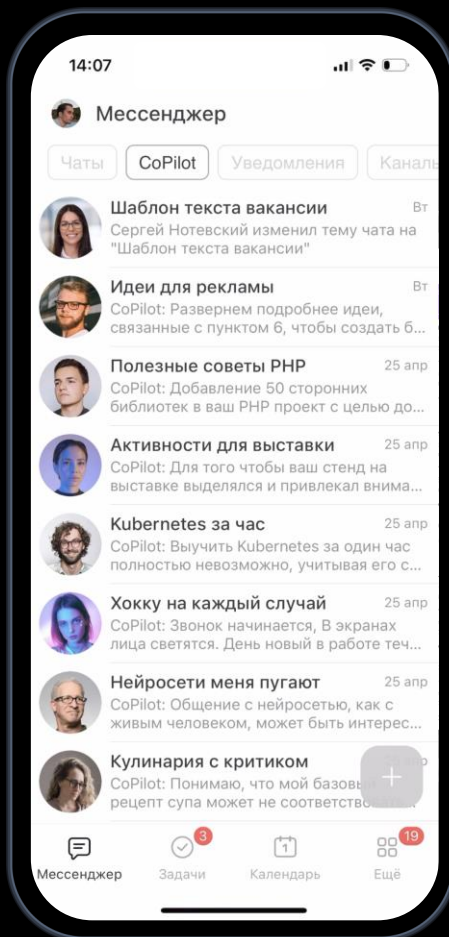 14:07
Мессенджер
Чаты CoPilot Уведомления
Шаблон текста вакансии Вт
Сергей Нотевский изменил тему чата на
"Шаблон текста вакансии"
Идеи для рекламы Вт
CoPilot: Развернем подробнее идеи,
связанные с пунктом 6, чтобы создать б...
Полезные советы PHP 25 апр
CoPilot: Добавление 50 сторонних
библиотек в ваш PHP проект с целью до...
Активности для выставки 25 апр
CoPilot: Для того чтобы ваш стенд на
выставке выделялся и привлекал внима...
Kubernetes за час 25 апр
CoPilot: Выучить Kubernetes за один час
полностью невозможно, учитывая его с...
Хокку на каждый случай 25 апр
CoPilot: Звонок начинается, В экранах
лица светятся. День новый в работе теч...
Нейросети меня пугают 25 апр
CoPilot: Общение с нейросетью, как с
живым человеком, может быть интерес...
Кулинария с критиком
CoPilot: Понимаю, что мой базовы
рецепт супа может не соответствовать...
3 1 19
Мессенджер Задачи Календарь Ещё